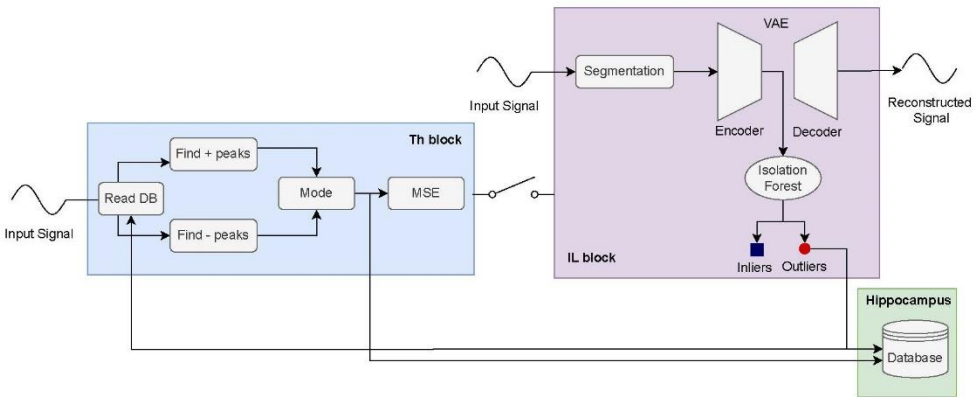 VAE
Segmentation
Input Signal
Reconstructed
Signal
Encoder
Decoder
Th block
Find + peaks
Isolation
Forest
Read DB
Mode
MSE
Input Signal
Find - peaks
IL block
Inliers
Outliers
Hippocampus
Database